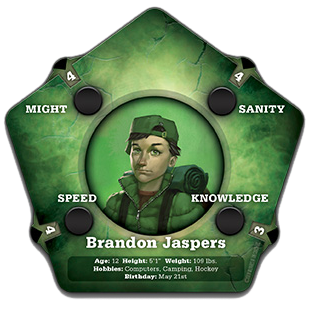 4 4
MIGHT SANITY
SPEED KNOWLEDGE
4 3
Brandon Jaspers
Age: 12 Height: 5'1" Weight: 109 lbs.
Hobbies: Computers, Camping, Hockey
Birthday: May 21st